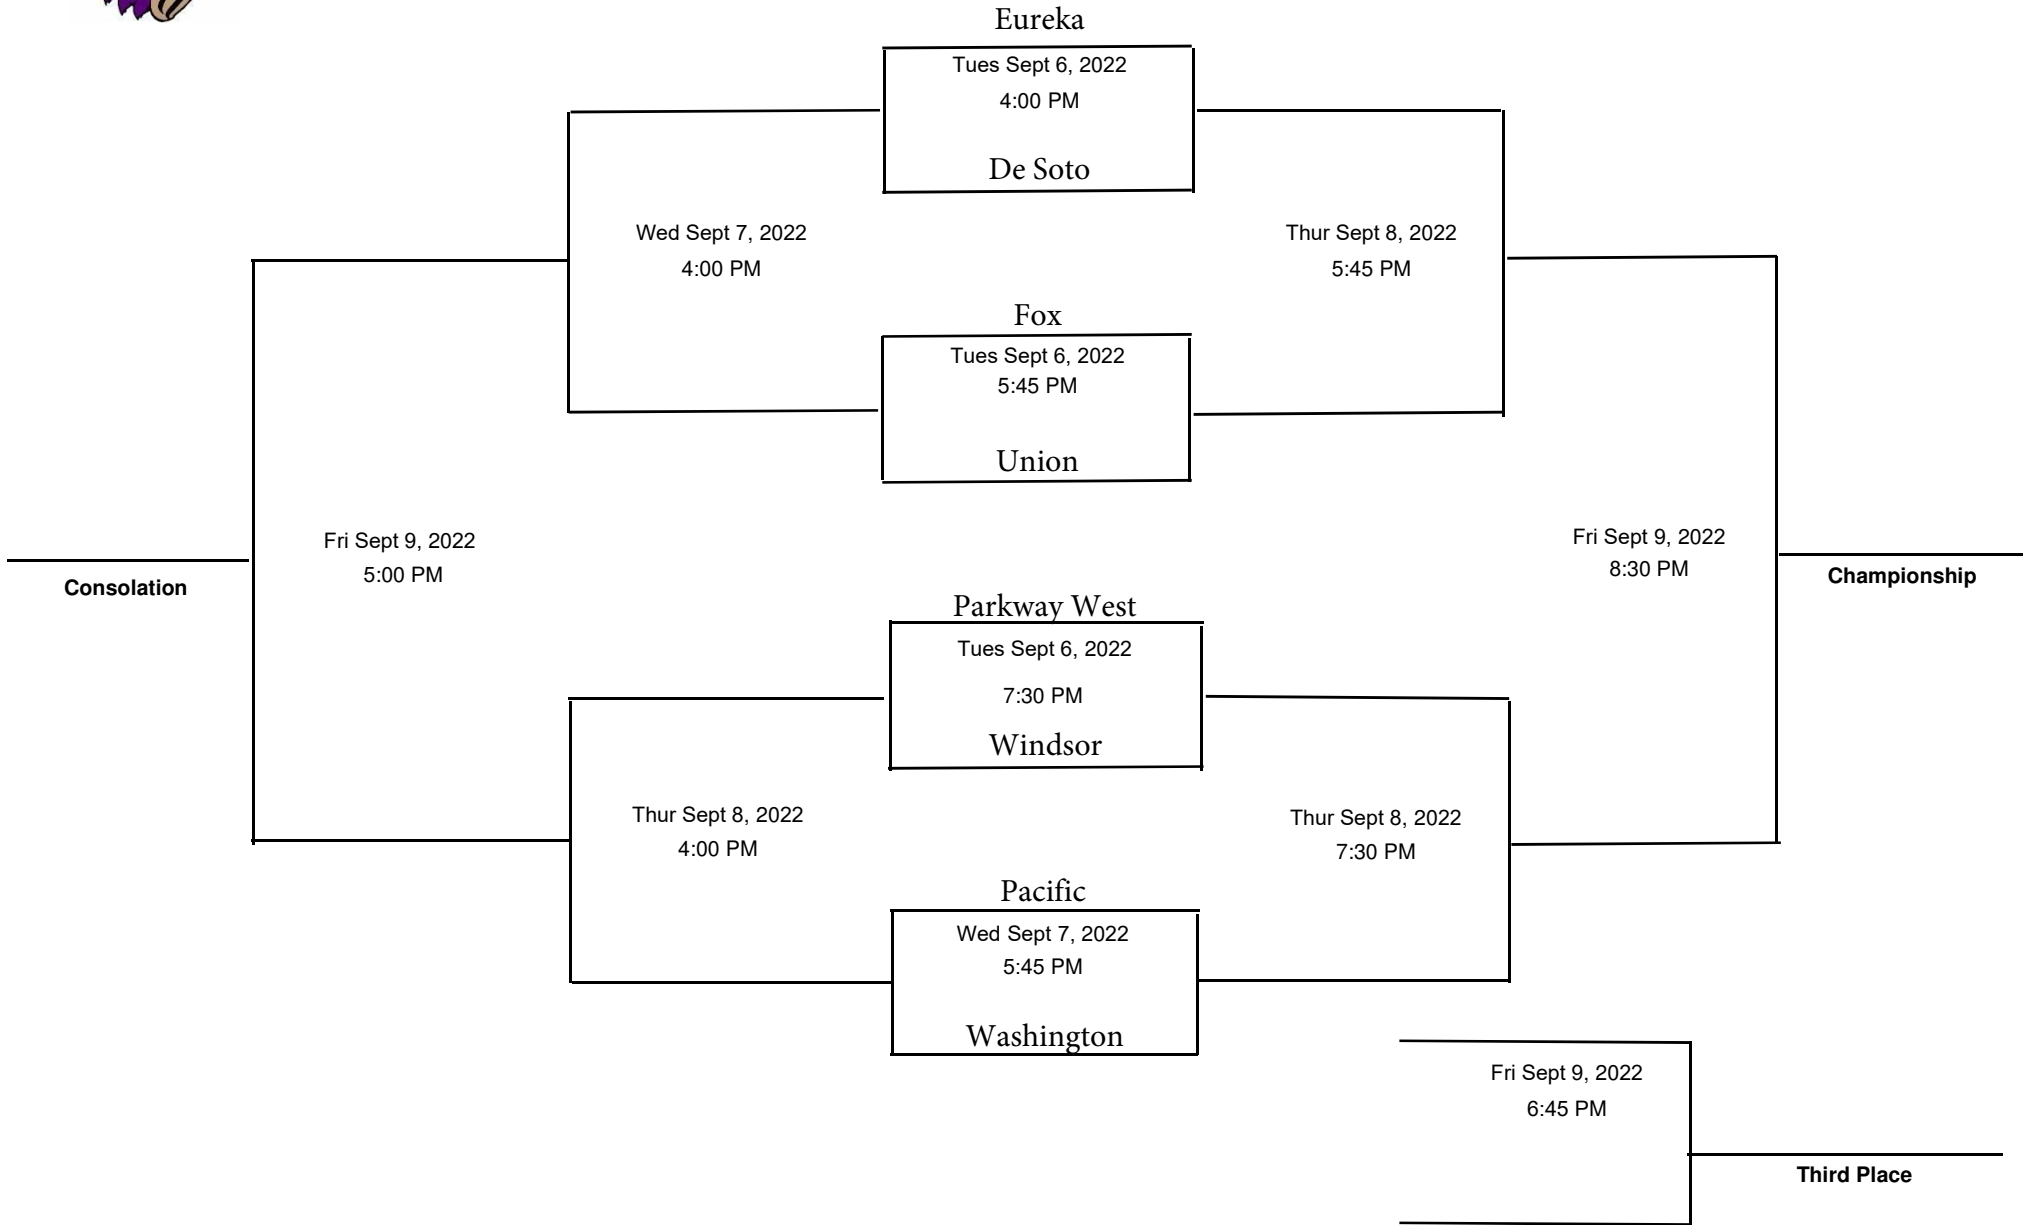 Eureka
Tues Sept 6, 2022
4:00 PM
De Soto
Wed Sept 7, 2022
4:00 PM
Thur Sept 8, 2022
5:45 PM
Fox
Tues Sept 6, 2022
5:45 PM
Union
Fri Sept 9, 2022
5:00 PM
Consolation
Fri Sept 9, 2022
8:30 PM
Championship
Parkway West
Tues Sept 6, 2022
7:30 PM
Windsor
Thur Sept 8, 2022
4:00 PM
Thur Sept 8, 2022
7:30 PM
Pacific
Wed Sept 7, 2022
5:45 PM
Washington
Fri Sept 9, 2022
6:45 PM
Third Place